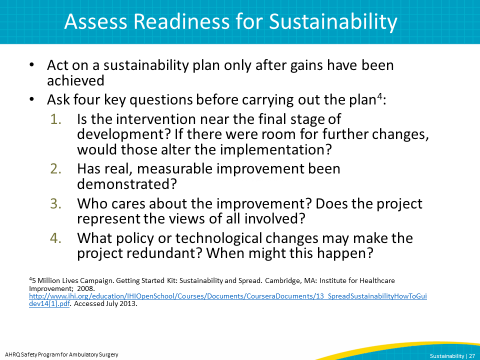 Assess Readiness for Sustainability
• Act on a sustainability plan only after gains have been
achieved
• Ask four key questions before carrying out the plan⁴:
1. Is the intervention near the final stage of
development? If there were room for further changes,
would those alter the implementation?
2. Has real, measurable improvement been
demonstrated?
3. Who cares about the improvement? Does the project
represent the views of all involved?
4. What policy or technological changes may make the
project redundant? When might this happen?
⁴5 Million Lives Campaign. Getting Started Kit: Sustainability and Spread. Cambridge, MA: Institute for Healthcare
Improvement; 2008.
http://www.ihi.org/education/IHIOpenSchool/Courses/Documents/CourseraDocuments/13_SpreadSustainabilityHowToGui
dev14[1].pdf. Accessed July 2013.
AHRQ Safety Program for Ambulatory Surgery
Sustainability | 27